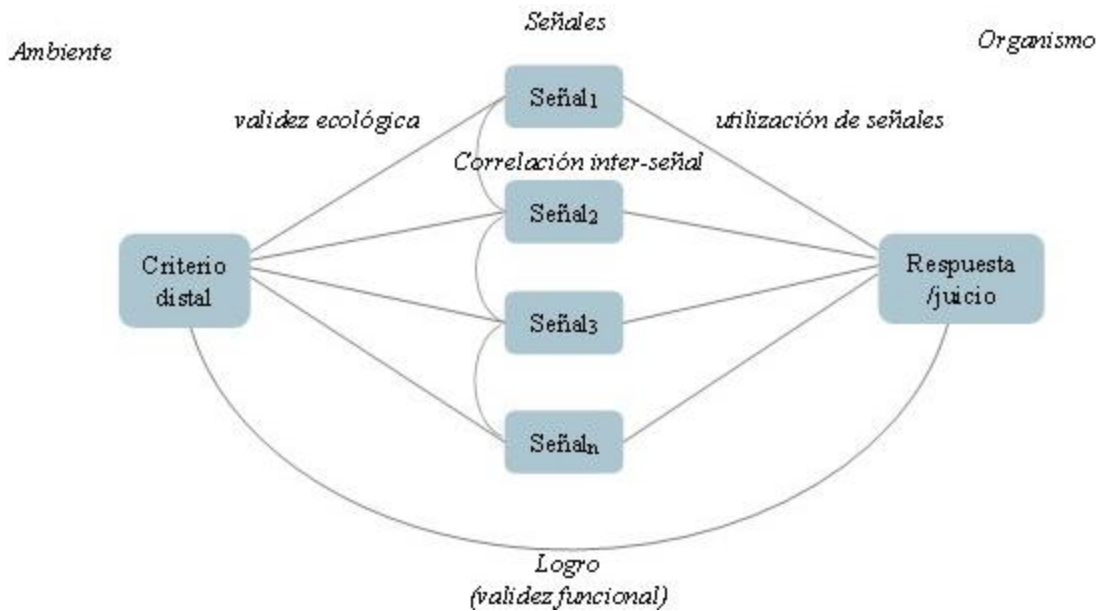 Señales
Ambiente
Organismo
Señal1
validez ecológica
utilización de señales
Correlación inter-señal
Señal2
Criterio
distal
Respuesta
/juicio
Señal3
Señaln
Logro
(validez funcional)